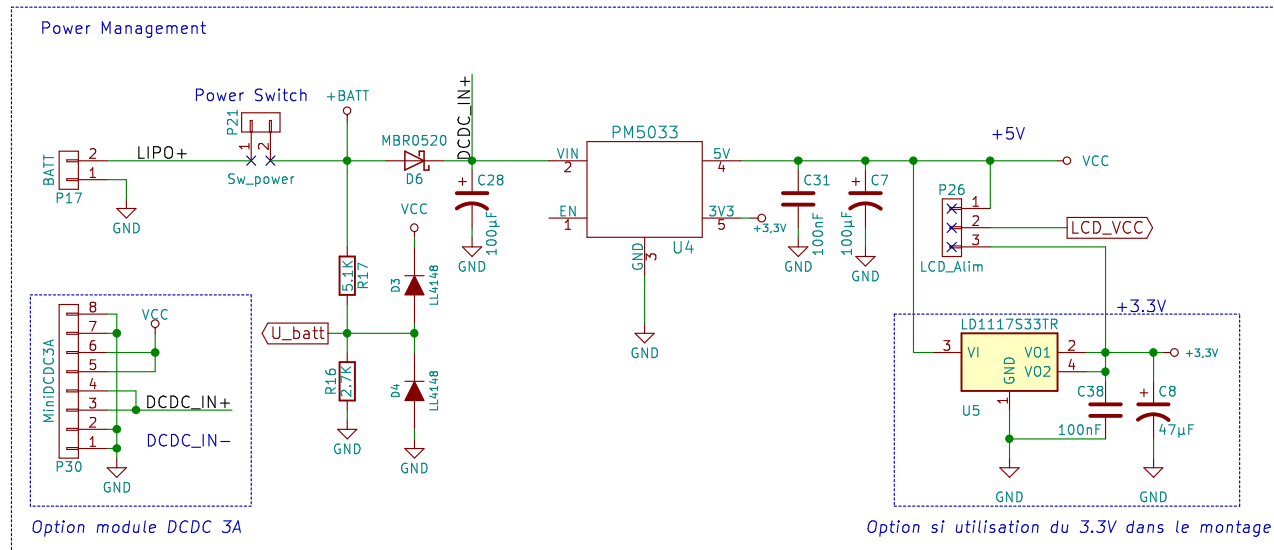 Power Management
Power Switch
+BATT
P21
1
2
Sw_power
BATT
2
1
P17
LIPO+
GND
MBR0520
D6
DCDC_IN+
C28
100µF
GND
VCC
D3
LL4148
5.1K
R17
U_batt
R16
2.7K
GND
D4
LL4148
GND
PM5033
VIN
2
EN
1
5V
4
3V3
5
+3,3V
GND
3
U4
GND
C31
100nF
GND
C7
100µF
GND
+5V
VCC
P26
1
2
3
LCD_Alim
LCD_VCC
MiniDCDC3A
8
7
6
5
4
3
2
1
P30
VCC
DCDC_IN+
DCDC_IN-
GND
Option module DCDC 3A
+3.3V
LD1117S33TR
3
VI
VO1
2
VO2
4
GND
1
U5
+3,3V
C38
100nF
C8
47µF
GND
GND
Option si utilisation du 3.3V dans le montage